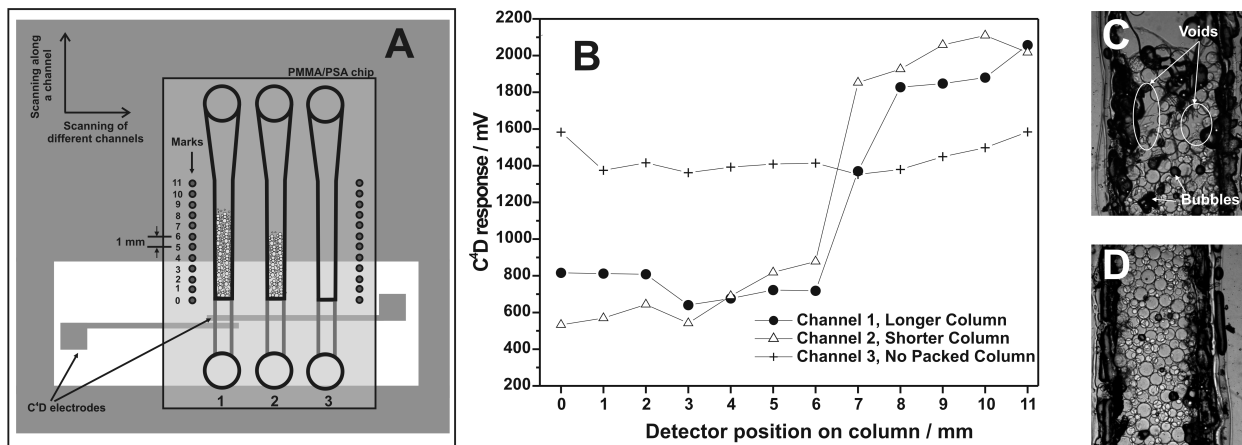 A
Scanning along
a channel
Scanning of
different channels
PMMA/PSA chip
Marks
11
10
9
8
7
6
5
4
3
2
1
0
1 mm
C⁴D electrodes
1 2 3
B
C⁴D response / mV
2200
2000
1800
1600
1400
1200
1000
800
600
400
200
Channel 1, Longer Column
Channel 2, Shorter Column
Channel 3, No Packed Column
0 1 2 3 4 5 6 7 8 9 10 11
Detector position on column / mm
C
Voids
Bubbles
D